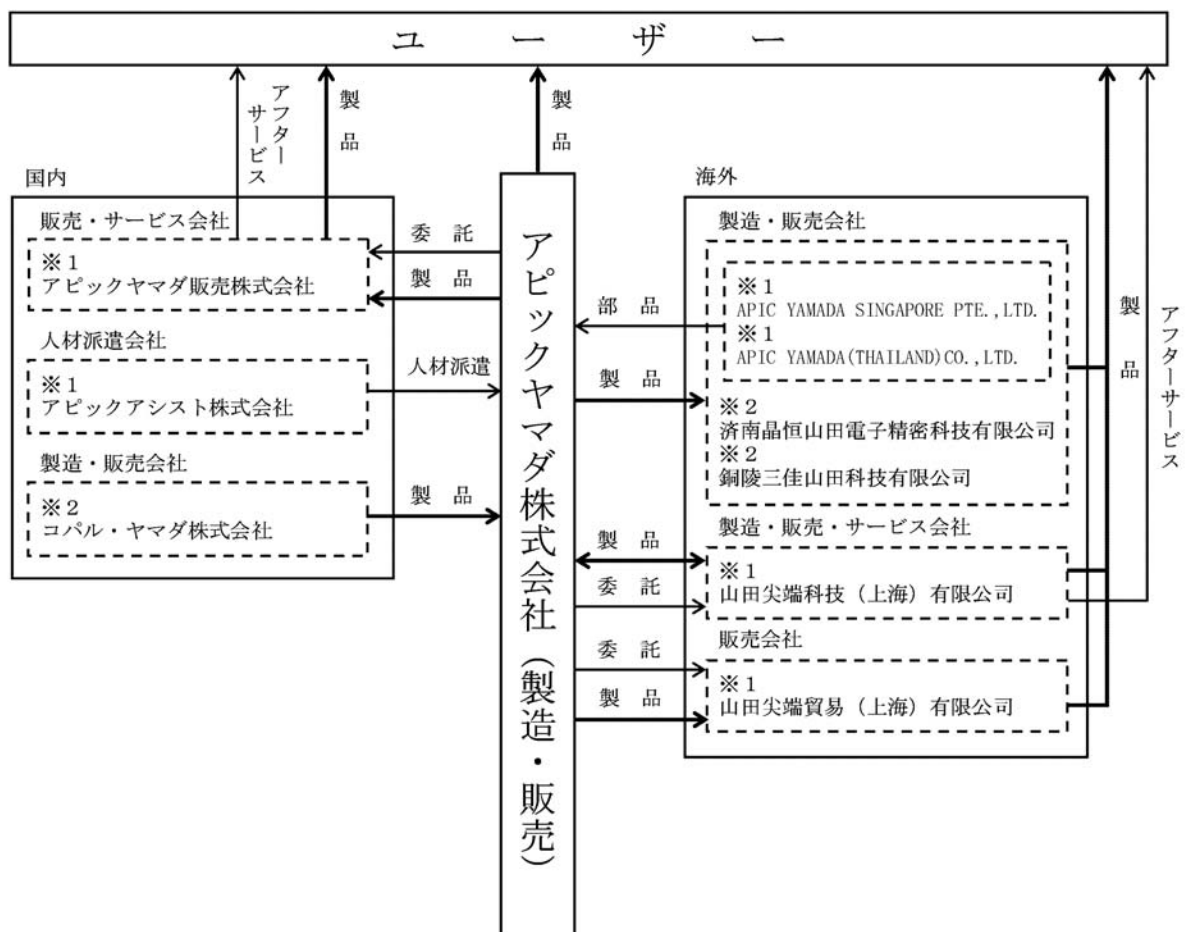 ユーザー
アフターサービス
製品
製品
国内
販売・サービス会社
※1
アピックヤマダ販売株式会社
人材派遣会社
※1
アピックアシスト株式会社
製造・販売会社
※2
コパル・ヤマダ株式会社
委託
製品
人材派遣
製品
アピックヤマダ株式会社（製造・販売）
部品
製品
製品
委託
委託
製品
海外
製造・販売会社
※1
APIC YAMADA SINGAPORE PTE.,LTD.
※1
APIC YAMADA(THAILAND)CO.,LTD.
※2
済南晶恒山田電子精密科技有限公司
※2
銅陵三佳山田科技有限公司
製造・販売・サービス会社
※1
山田尖端科技（上海）有限公司
販売会社
※1
山田尖端貿易（上海）有限公司
製品
アフターサービス